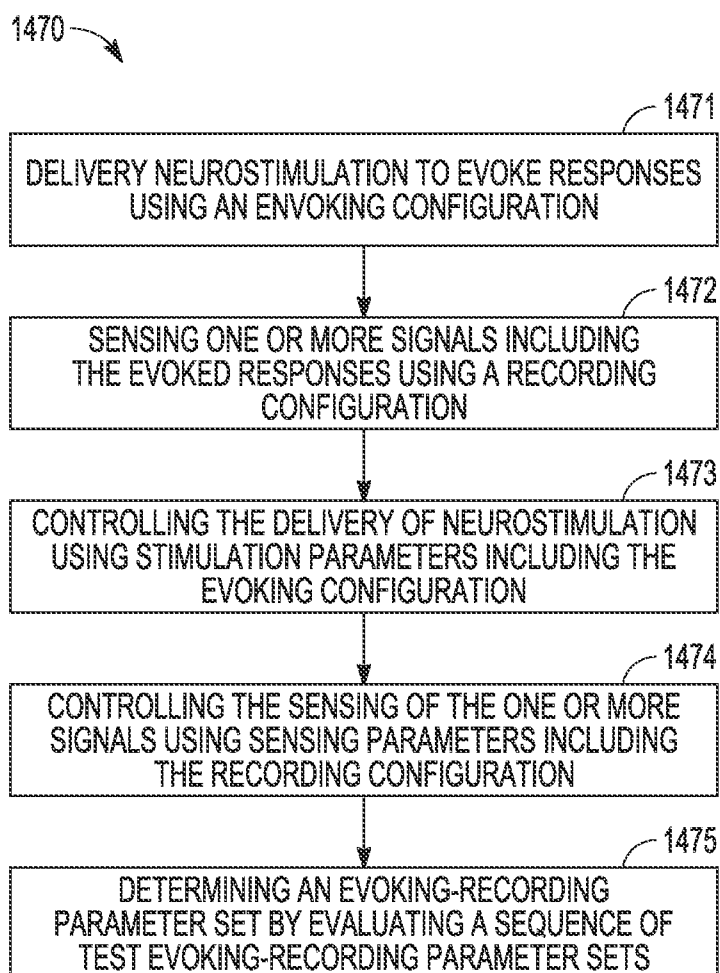 1470
1471
DELIVERY NEUROSTIMULATION TO EVOKE RESPONSES
USING AN ENVOKING CONFIGURATION
1472
SENSING ONE OR MORE SIGNALS INCLUDING
THE EVOKED RESPONSES USING A RECORDING
CONFIGURATION
1473
CONTROLLING THE DELIVERY OF NEUROSTIMULATION
USING STIMULATION PARAMETERS INCLUDING THE
EVOKING CONFIGURATION
1474
CONTROLLING THE SENSING OF THE ONE OR MORE
SIGNALS USING SENSING PARAMETERS INCLUDING
THE RECORDING CONFIGURATION
1475
DETERMINING AN EVOKING-RECORDING
PARAMETER SET BY EVALUATING A SEQUENCE OF
TEST EVOKING-RECORDING PARAMETER SETS